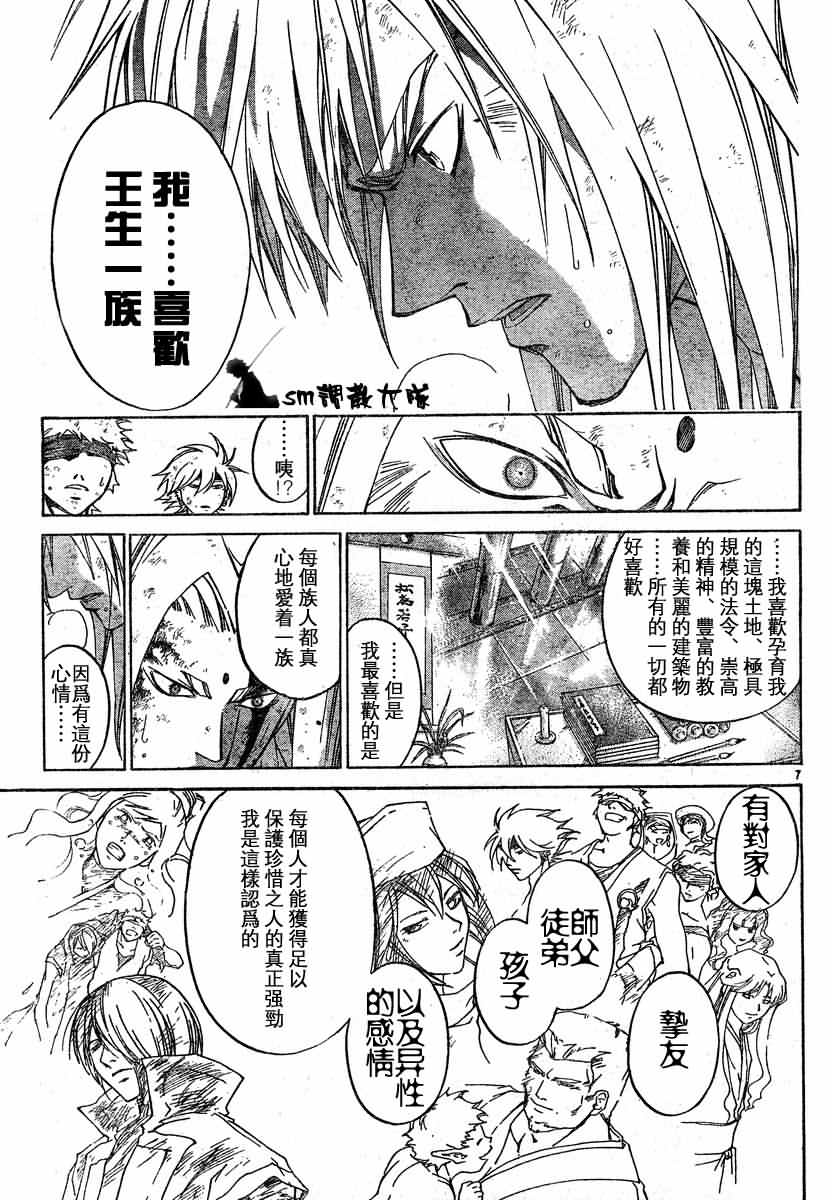 我……喜歡
壬生一族
sm調教女隊
……咦!?
……我喜歡孕育我
的這塊土地、極具
規模的法令、崇高
的精神、豐富的教
養和美麗的建築物
……所有的一切都
好喜歡
……但是
我最喜歡的是
每個族人都真
心地愛着一族
因爲有這份
心情……
7
有對家人
摯友
師父
徒弟
孩子
以及异性
的感情
每個人才能獲得足以
保護珍惜之人的真正强勁
我是這樣認爲的